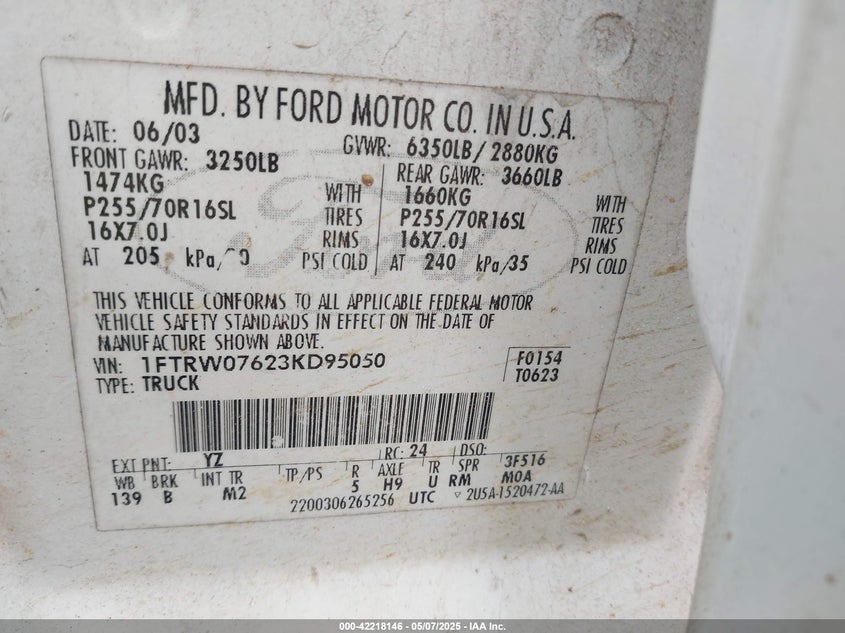 MFD. BY FORD MOTOR CO. IN U.S.A.
DATE: 06/03 GVWR: 6350LB/ 2880KG
FRONT GAWR: 3250LB REAR GAWR: 3660LB
1474KG WITH 1660KG WITH
P255/70R16SL TIRES P255/70R16SL TIRES
16X7.0J RIMS 16X7.0J RIMS
AT 205 kPa/ PSI COLD AT 240 kPa/35 PSI COLD
THIS VEHICLE CONFORMS TO ALL APPLICABLE FEDERAL MOTOR
VEHICLE SAFETY STANDARDS IN EFFECT ON THE DATE OF
MANUFACTURE SHOWN ABOVE.
VIN: 1FTRW07623KD95050 F0154
TYPE: TRUCK T0623
EXT PNT: YZ RC: 24 DSO:
WB BRK INT TR TP/PS R AXLE TR SPR 3F516
139 B M2 5 H9 U RM M0A
2200306265256 UTC ▽ 2U5A-1520472-AA
000-42218146 — 05/07/2025 — IAA Inc.